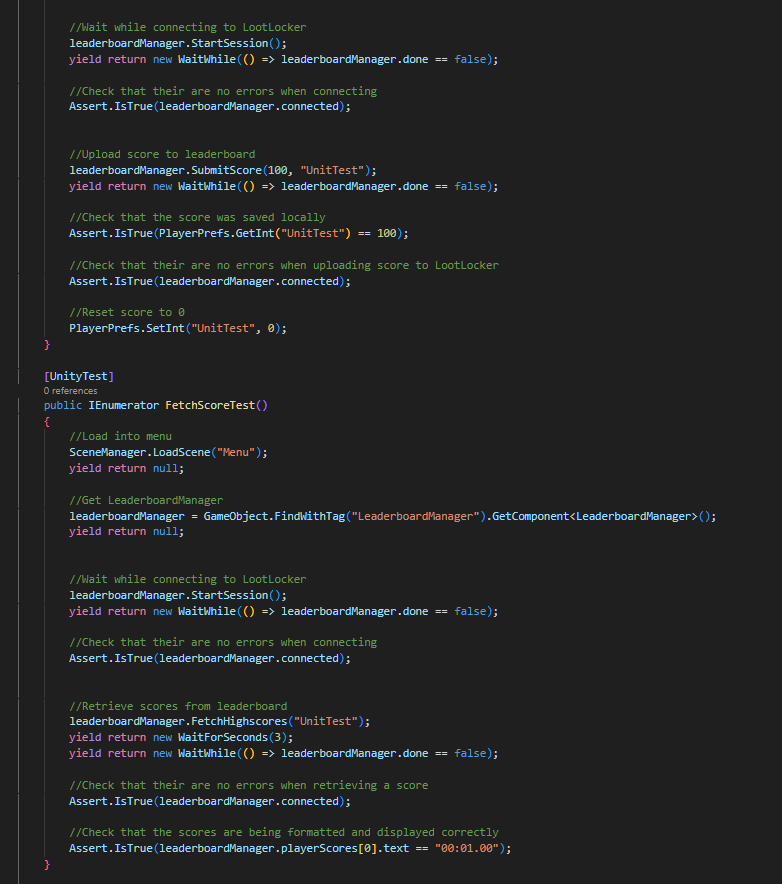 //Wait while connecting to LootLocker
leaderboardManager.StartSession();
yield return new WaitWhile(() => leaderboardManager.done == false);
//Check that their are no errors when connecting
Assert.IsTrue(leaderboardManager.connected);
//Upload score to leaderboard
leaderboardManager.SubmitScore(100, "UnitTest");
yield return new WaitWhile(() => leaderboardManager.done == false);
//Check that the score was saved locally
Assert.IsTrue(PlayerPrefs.GetInt("UnitTest") == 100);
//Check that their are no errors when uploading score to LootLocker
Assert.IsTrue(leaderboardManager.connected);
//Reset score to 0
PlayerPrefs.SetInt("UnitTest", 0);
}
[UnityTest]
0 references
public IEnumerator FetchScoreTest()
{
//Load into menu
SceneManager.LoadScene("Menu");
yield return null;
//Get LeaderboardManager
leaderboardManager = GameObject.FindWithTag("LeaderboardManager").GetComponent<LeaderboardManager>();
yield return null;
//Wait while connecting to LootLocker
leaderboardManager.StartSession();
yield return new WaitWhile(() => leaderboardManager.done == false);
//Check that their are no errors when connecting
Assert.IsTrue(leaderboardManager.connected);
//Retrieve scores from leaderboard
leaderboardManager.FetchHighscores("UnitTest");
yield return new WaitForSeconds(3);
yield return new WaitWhile(() => leaderboardManager.done == false);
//Check that their are no errors when retrieving a score
Assert.IsTrue(leaderboardManager.connected);
//Check that the scores are being formatted and displayed correctly
Assert.IsTrue(leaderboardManager.playerScores[0].text == "00:01.00");
}